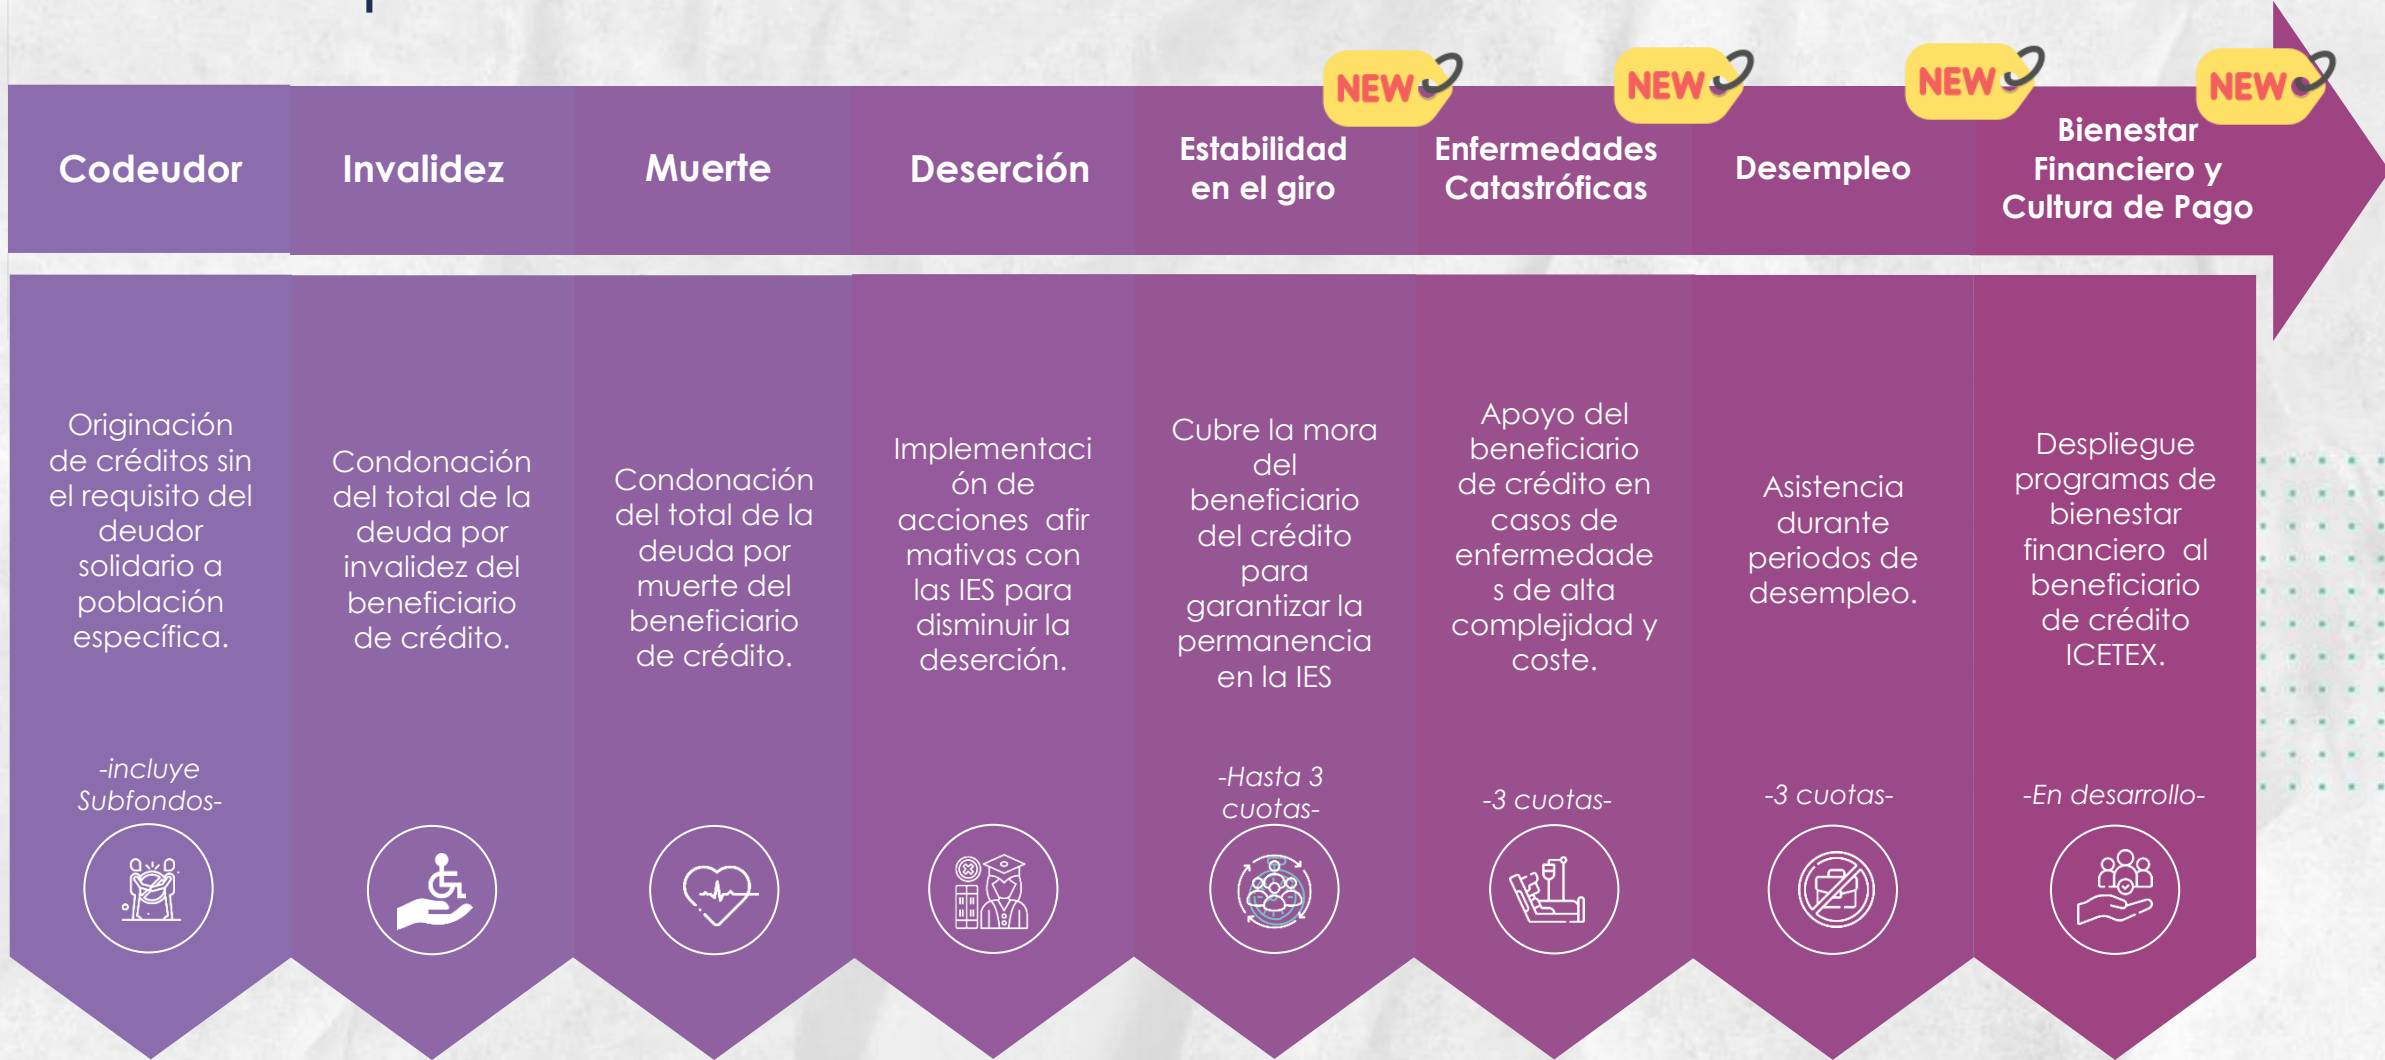 NEW
NEW
NEW
NEW
Codeudor
Invalidez
Muerte
Deserción
Estabilidad
en el giro
Enfermedades
Catastróficas
Desempleo
Bienestar
Financiero y
Cultura de Pago
Originación
de créditos sin
el requisito del
deudor
solidario a
población
específica.
-incluye
Subfondos-
Condonación
del total de la
deuda por
invalidez del
beneficiario
de crédito.
Condonación
del total de la
deuda por
muerte del
beneficiario
de crédito.
Implementaci
ón de
acciones  afir
mativas con
las IES para
disminuir la
deserción.
Cubre la mora
del
beneficiario
del crédito
para
garantizar la
permanencia
en la IES
-Hasta 3
cuotas-
Apoyo del
beneficiario
de crédito en
casos de
enfermedade
s de alta
complejidad y
coste.
-3 cuotas-
Asistencia
durante
periodos de
desempleo.
-3 cuotas-
Despliegue
programas de
bienestar
financiero  al
beneficiario
de crédito
ICETEX.
-En desarrollo-